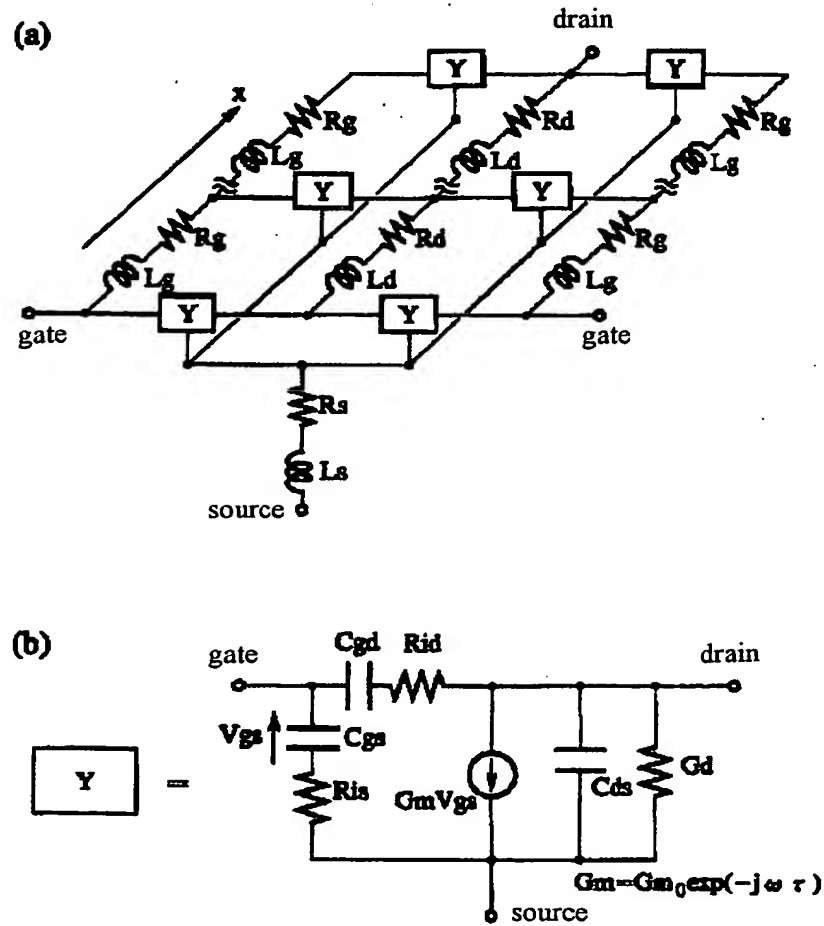 (a)
drain
Y
Y
x
Rg
Rd
Rg
Lg
Ld
Lg
Y
Y
Rg
Rd
Rg
Lg
Ld
Lg
Y
Y
gate
gate
Rs
Ls
source
(b)
Cgd
Rid
gate
drain
Vgs
Cgs
Y
=
Ris
GmVgs
Cds
Gd
Gm=Gm₀exp(-jωτ)
source